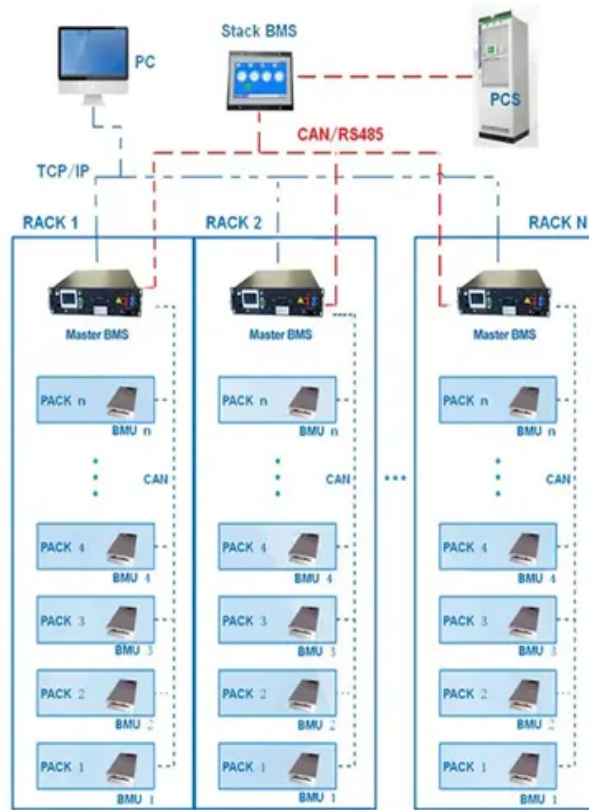 Stack BMS
PC
PCS
CAN/RS485
TCP/IP
RACK 1
RACK 2
RACK N
Master BMS
Master BMS
Master BMS
PACK n
BMU n
PACK n
BMU n
PACK n
BMU n
CAN
CAN
CAN
PACK 4
BMU 4
PACK 4
BMU 4
PACK 4
BMU 4
PACK 3
BMU 3
PACK 3
BMU 3
PACK 3
BMU 3
PACK 2
BMU 2
PACK 2
BMU 2
PACK 2
BMU 2
PACK 1
BMU 1
PACK 1
BMU 1
PACK 1
BMU 1